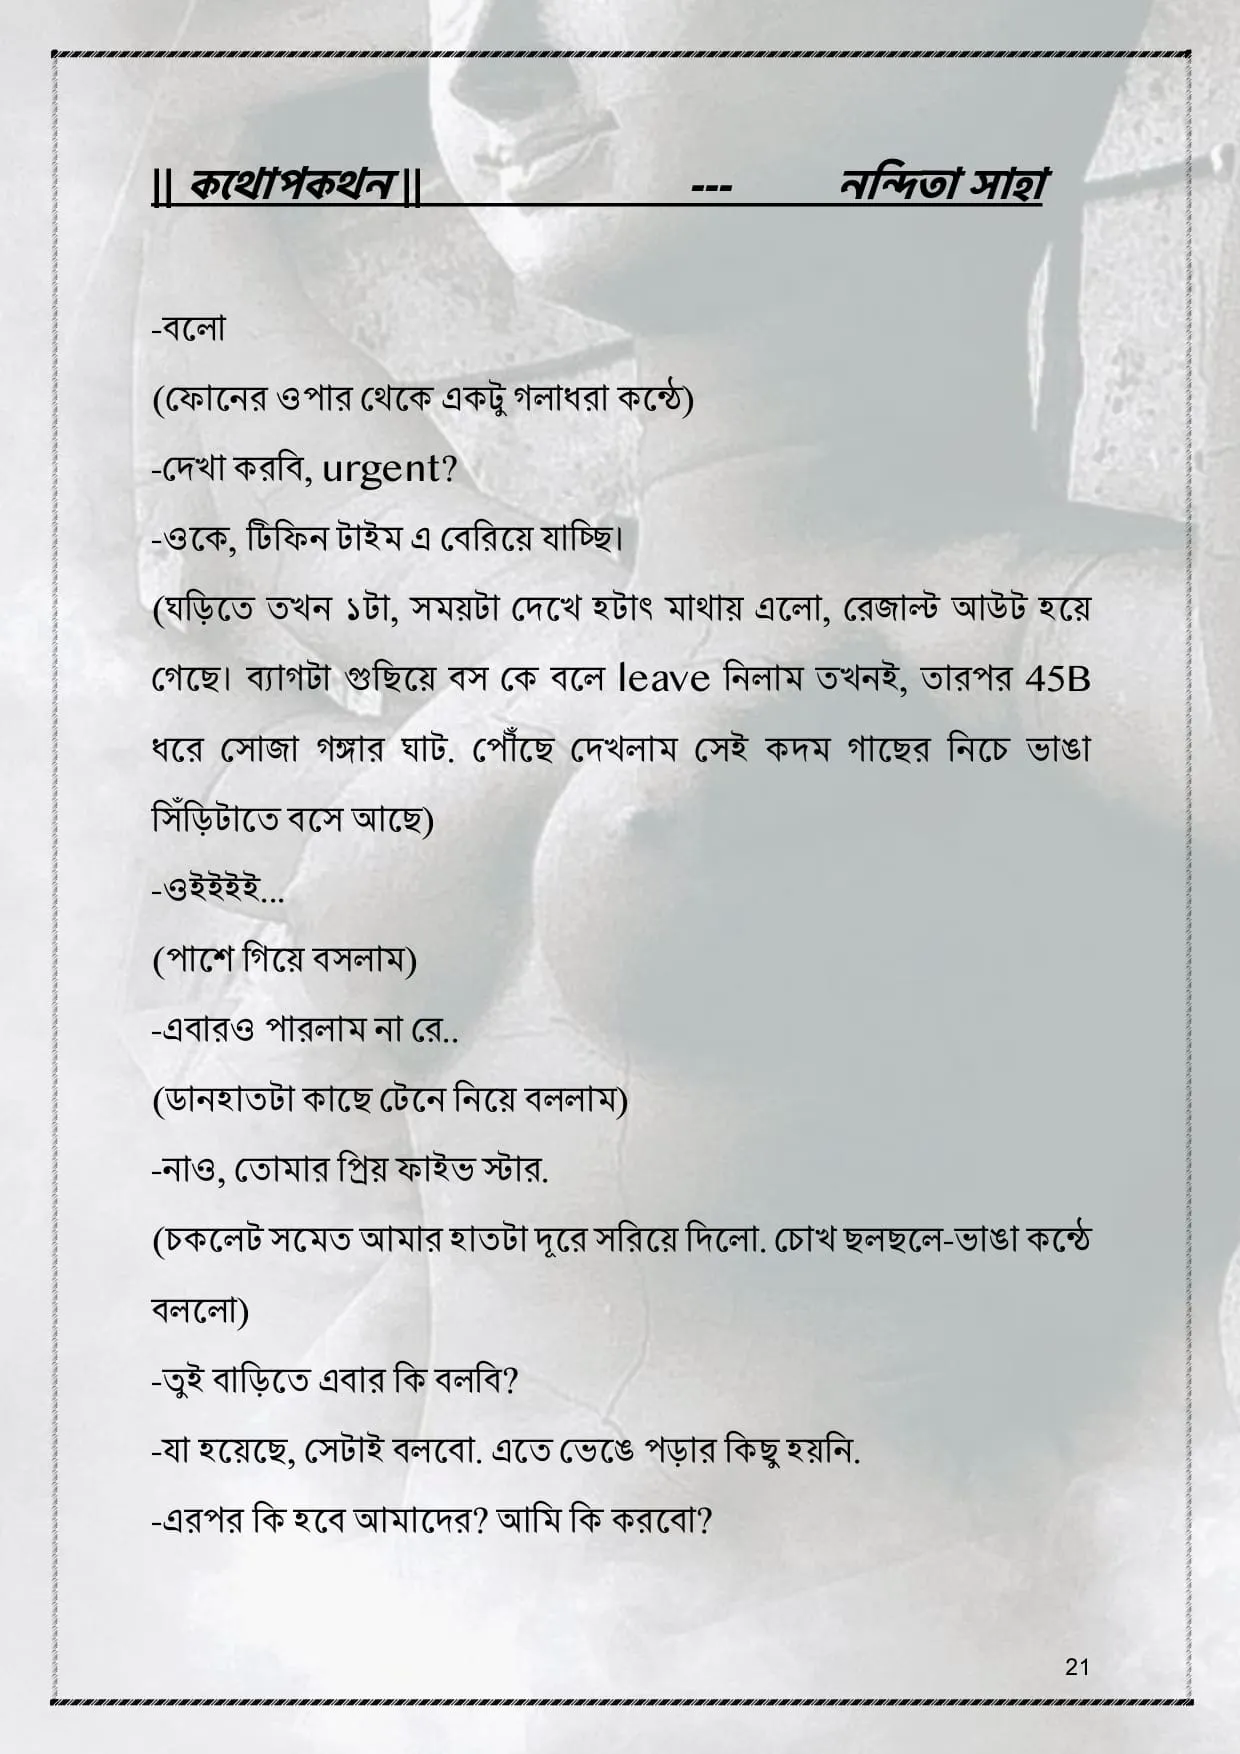 || কথোপকথন || --- নন্দিতা সাহা
-বলো
(ফোনের ওপার থেকে একটু গলাধরা কন্ঠে)
-দেখা করবি, urgent?
-ওকে, টিফিন টাইম এ বেরিয়ে যাচ্ছি।
(ঘড়িতে তখন ১টা, সময়টা দেখে হটাৎ মাথায় এলো, রেজাল্ট আউট হয়ে
গেছে। ব্যাগটা গুছিয়ে বস কে বলে leave নিলাম তখনই, তারপর 45B
ধরে সোজা গঙ্গার ঘাট. পৌঁছে দেখলাম সেই কদম গাছের নিচে ভাঙা
সিঁড়িটাতে বসে আছে)
-ওইইইই...
(পাশে গিয়ে বসলাম)
-এবারও পারলাম না রে..
(ডানহাতটা কাছে টেনে নিয়ে বললাম)
-নাও, তোমার প্রিয় ফাইভ স্টার.
(চকলেট সমেত আমার হাতটা দূরে সরিয়ে দিলো. চোখ ছলছলে-ভাঙা কন্ঠে
বললো)
-তুই বাড়িতে এবার কি বলবি?
-যা হয়েছে, সেটাই বলবো. এতে ভেঙে পড়ার কিছু হয়নি.
-এরপর কি হবে আমাদের? আমি কি করবো?
21